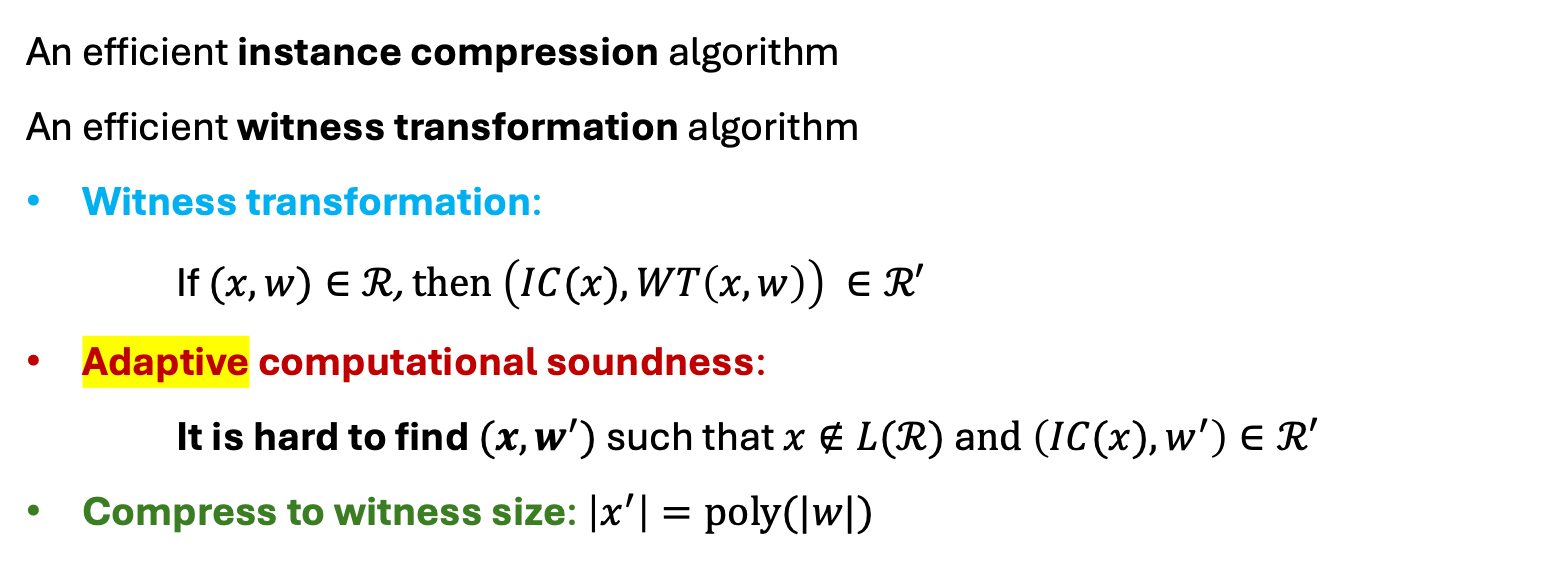 An efficient instance compression algorithm
An efficient witness transformation algorithm
• Witness transformation:
If (x, w) ∈ ℛ, then (IC(x), WT(x, w)) ∈ ℛ′
• Adaptive computational soundness:
It is hard to find (x, w′) such that x ∉ L(ℛ) and (IC(x), w′) ∈ ℛ′
• Compress to witness size: |x′| = poly(|w|)